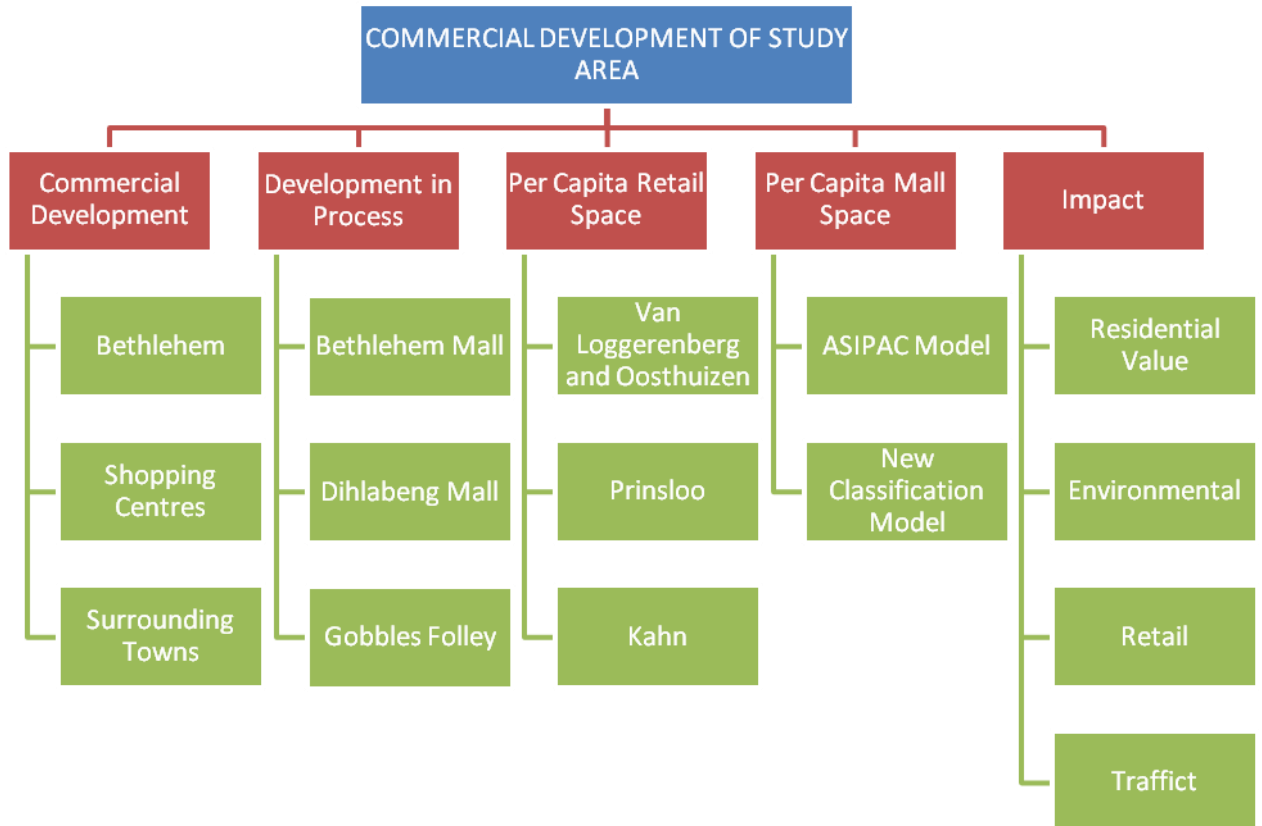 COMMERCIAL DEVELOPMENT OF STUDY
AREA
Commercial
Development
Development in
Process
Per Capita Retail
Space
Per Capita Mall
Space
Impact
Bethlehem
Shopping
Centres
Surrounding
Towns
Bethlehem Mall
Dihlabeng Mall
Gobbles Folley
Van
Loggerenberg
and Oosthuizen
Prinsloo
Kahn
ASIPAC Model
New
Classification
Model
Residential
Value
Environmental
Retail
Traffict